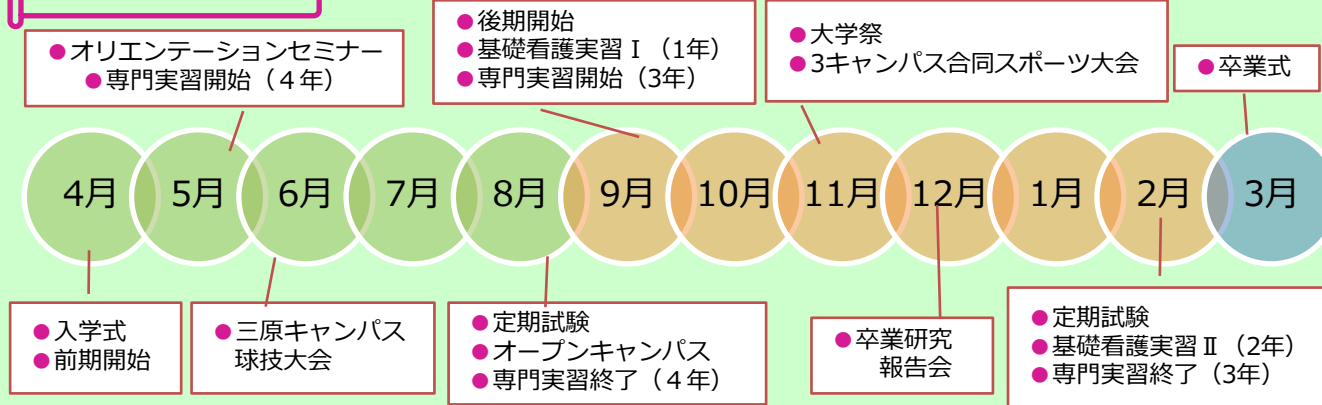 ●オリエンテーションセミナー
●専門実習開始（４年）
●後期開始
●基礎看護実習Ⅰ（1年）
●専門実習開始（3年）
●大学祭
●3キャンパス合同スポーツ大会
●卒業式
4月
5月
6月
7月
8月
9月
10月
11月
12月
1月
2月
3月
●入学式
●前期開始
●三原キャンパス
球技大会
●定期試験
●オープンキャンパス
●専門実習終了（４年）
●卒業研究
報告会
●定期試験
●基礎看護実習Ⅱ（2年）
●専門実習終了（3年）